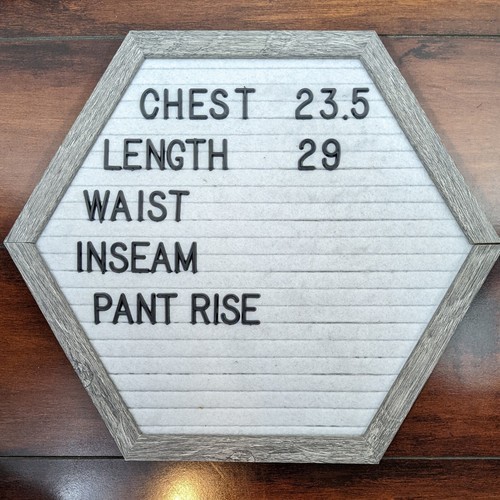 CHEST 23.5
LENGTH 29
WAIST
INSEAM
PANT RISE